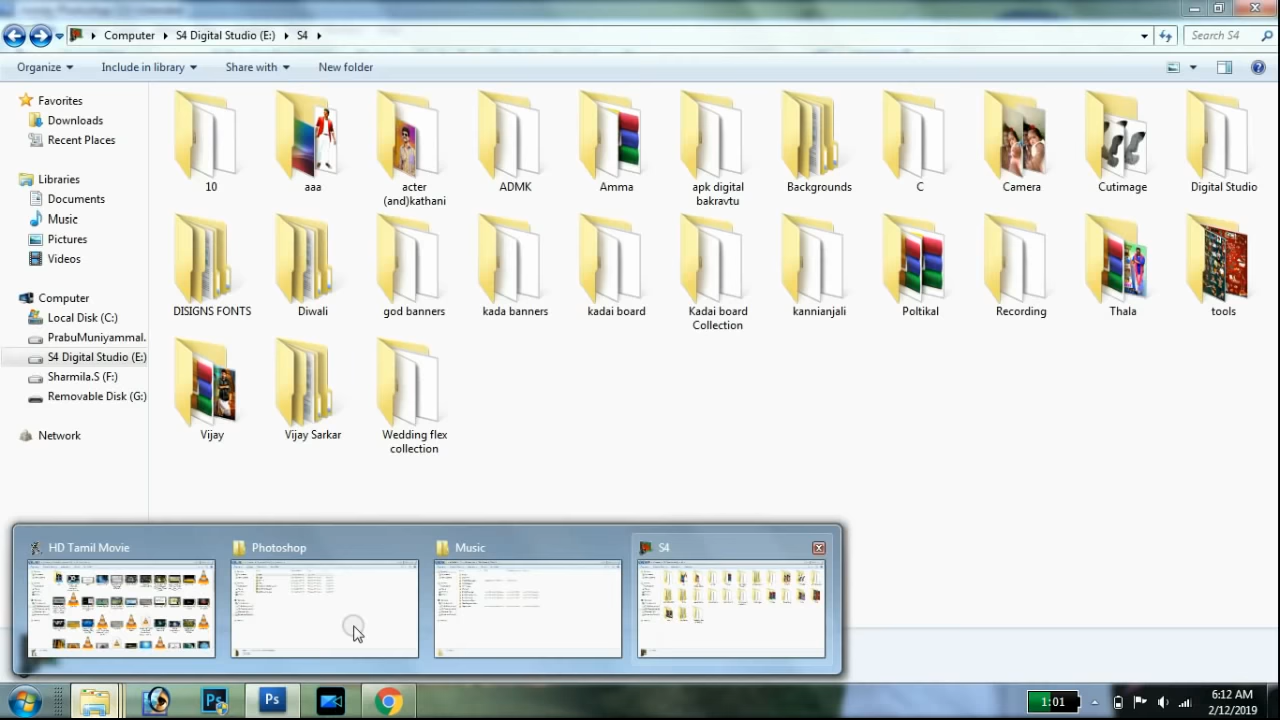 Computer S4 Digital Studio (E:) S4
Search S4
Organize Include in library Share with New folder
Favorites
Downloads
Recent Places
Libraries
Documents
Music
Pictures
Videos
Computer
Local Disk (C:)
PrabuMuniyammal.
S4 Digital Studio (E:)
Sharmila.S (F:)
Removable Disk (G:)
Network
10
aaa
acter
(and)kathani
ADMK
Amma
apk digital
bakravtu
Backgrounds
C
Camera
Cutimage
Digital Studio
DISIGNS FONTS
Diwali
god banners
kada banners
kadai board
Kadai board
Collection
kannianjali
Poltikal
Recording
Thala
tools
Vijay
Vijay Sarkar
Wedding flex
collection
HD Tamil Movie
Photoshop
Music
S4
Ps
Ps
1:01
6:12 AM
2/12/2019